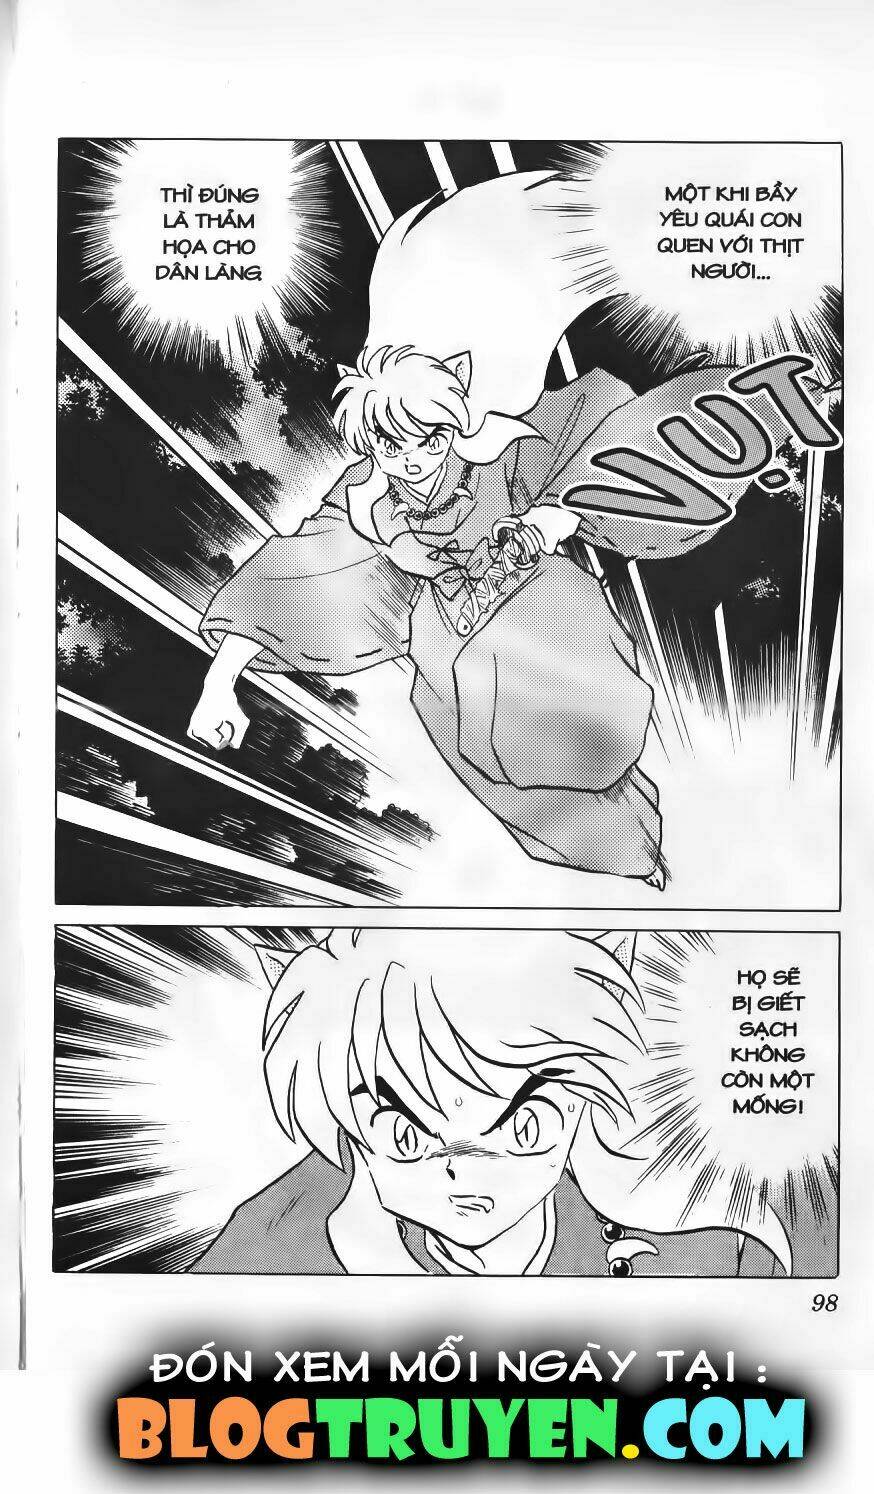 MỘT KHI BẦY
YÊU QUÁI CON
QUEN VỚI THỊT
NGƯỜI...
THÌ ĐÚNG
LÀ THẢM
HỌA CHO
DÂN LÀNG.
VỤT
HỌ SẼ
BỊ GIẾT
SẠCH
KHÔNG
CÒN MỘT
MỐNG!
98
ĐÓN XEM MỖI NGÀY TẠI :
BLOGTRUYEN.COM